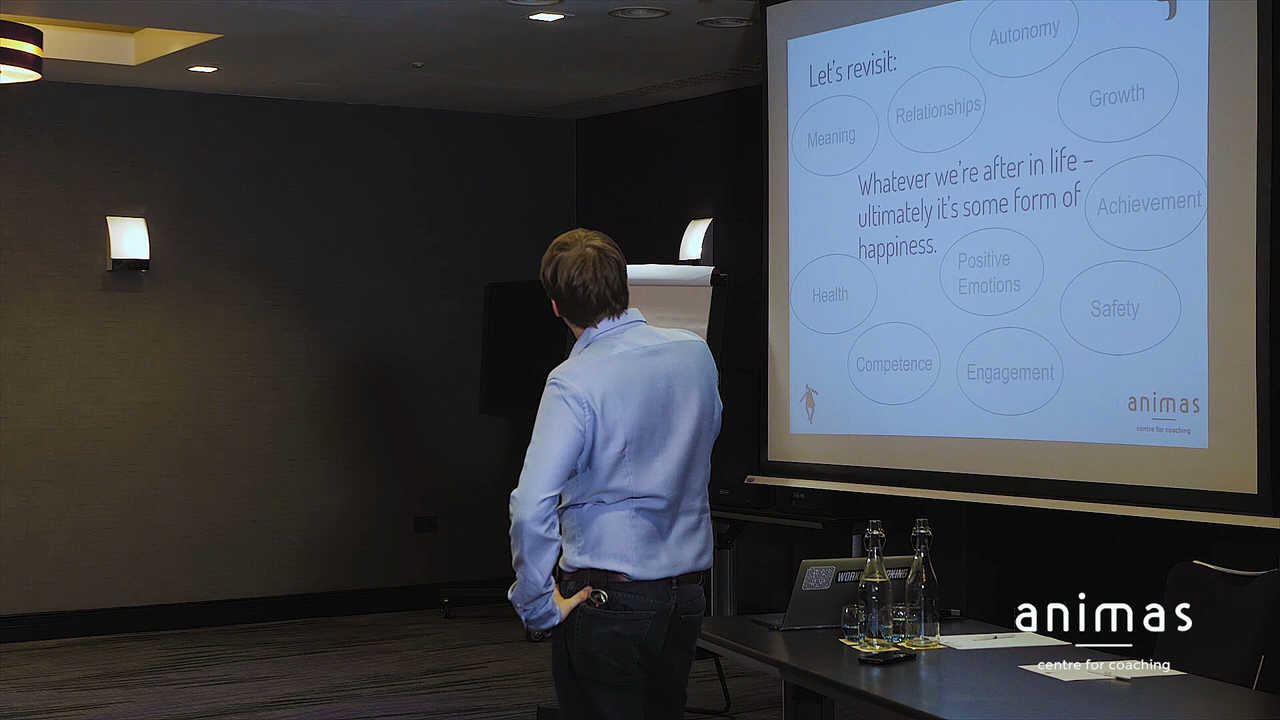 Autonomy
Let's revisit:
Relationships
Growth
Meaning
Whatever we're after in life –
ultimately it's some form of
happiness.
Achievement
Positive
Emotions
Health
Safety
Competence
Engagement
animas
centre for coaching
animas
centre for coaching